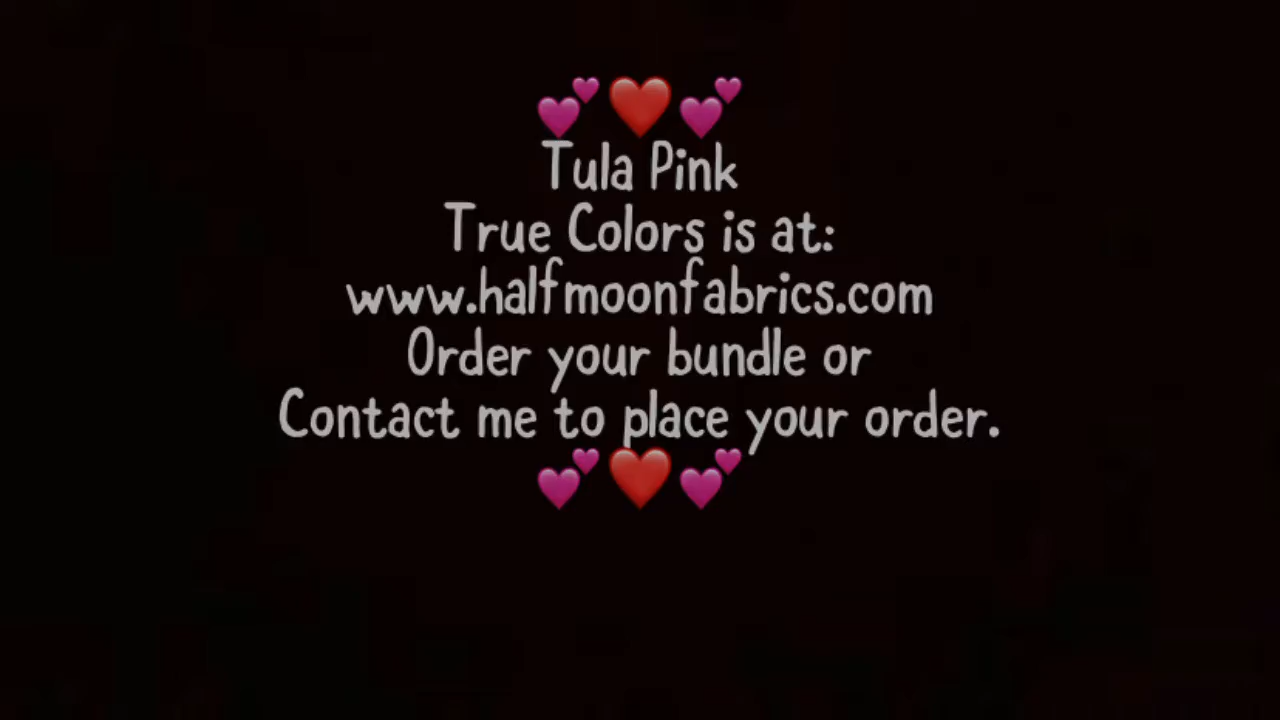 💕❤️💕
Tula Pink
True Colors is at:
www.halfmoonfabrics.com
Order your bundle or
Contact me to place your order.
💕❤️💕